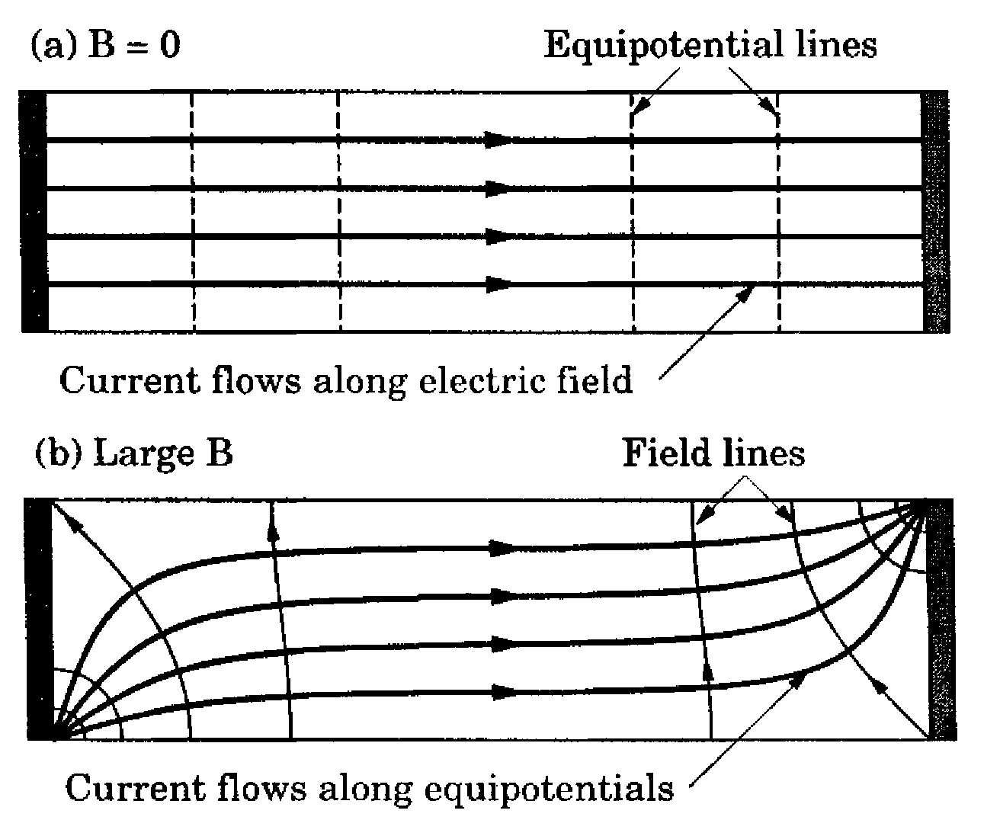 (a) B = 0
Equipotential lines
Current flows along electric field
(b) Large B
Field lines
Current flows along equipotentials